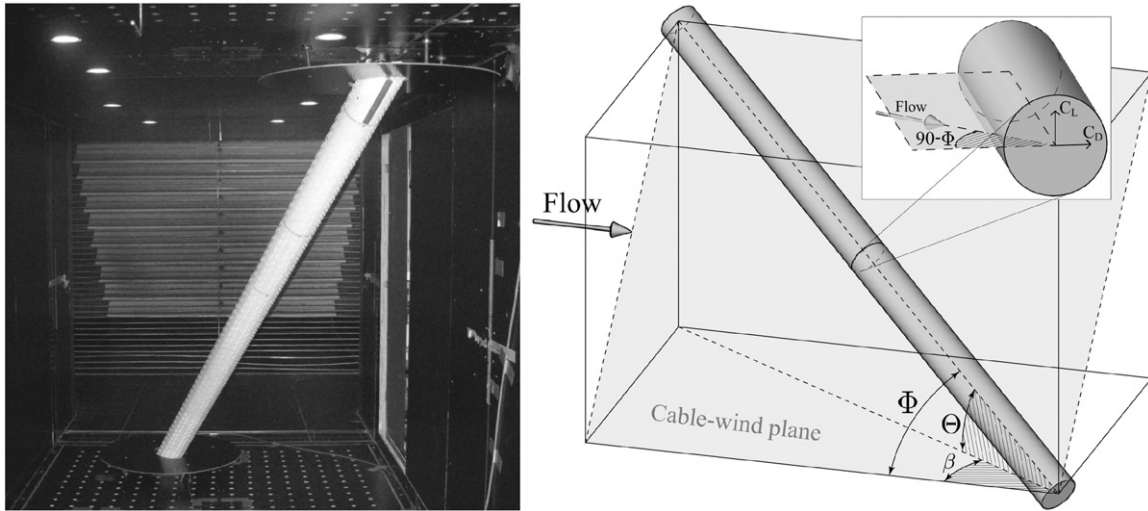 Flow
90-Φ
C_L
C_D
Flow
Cable-wind plane
Φ
Θ
β